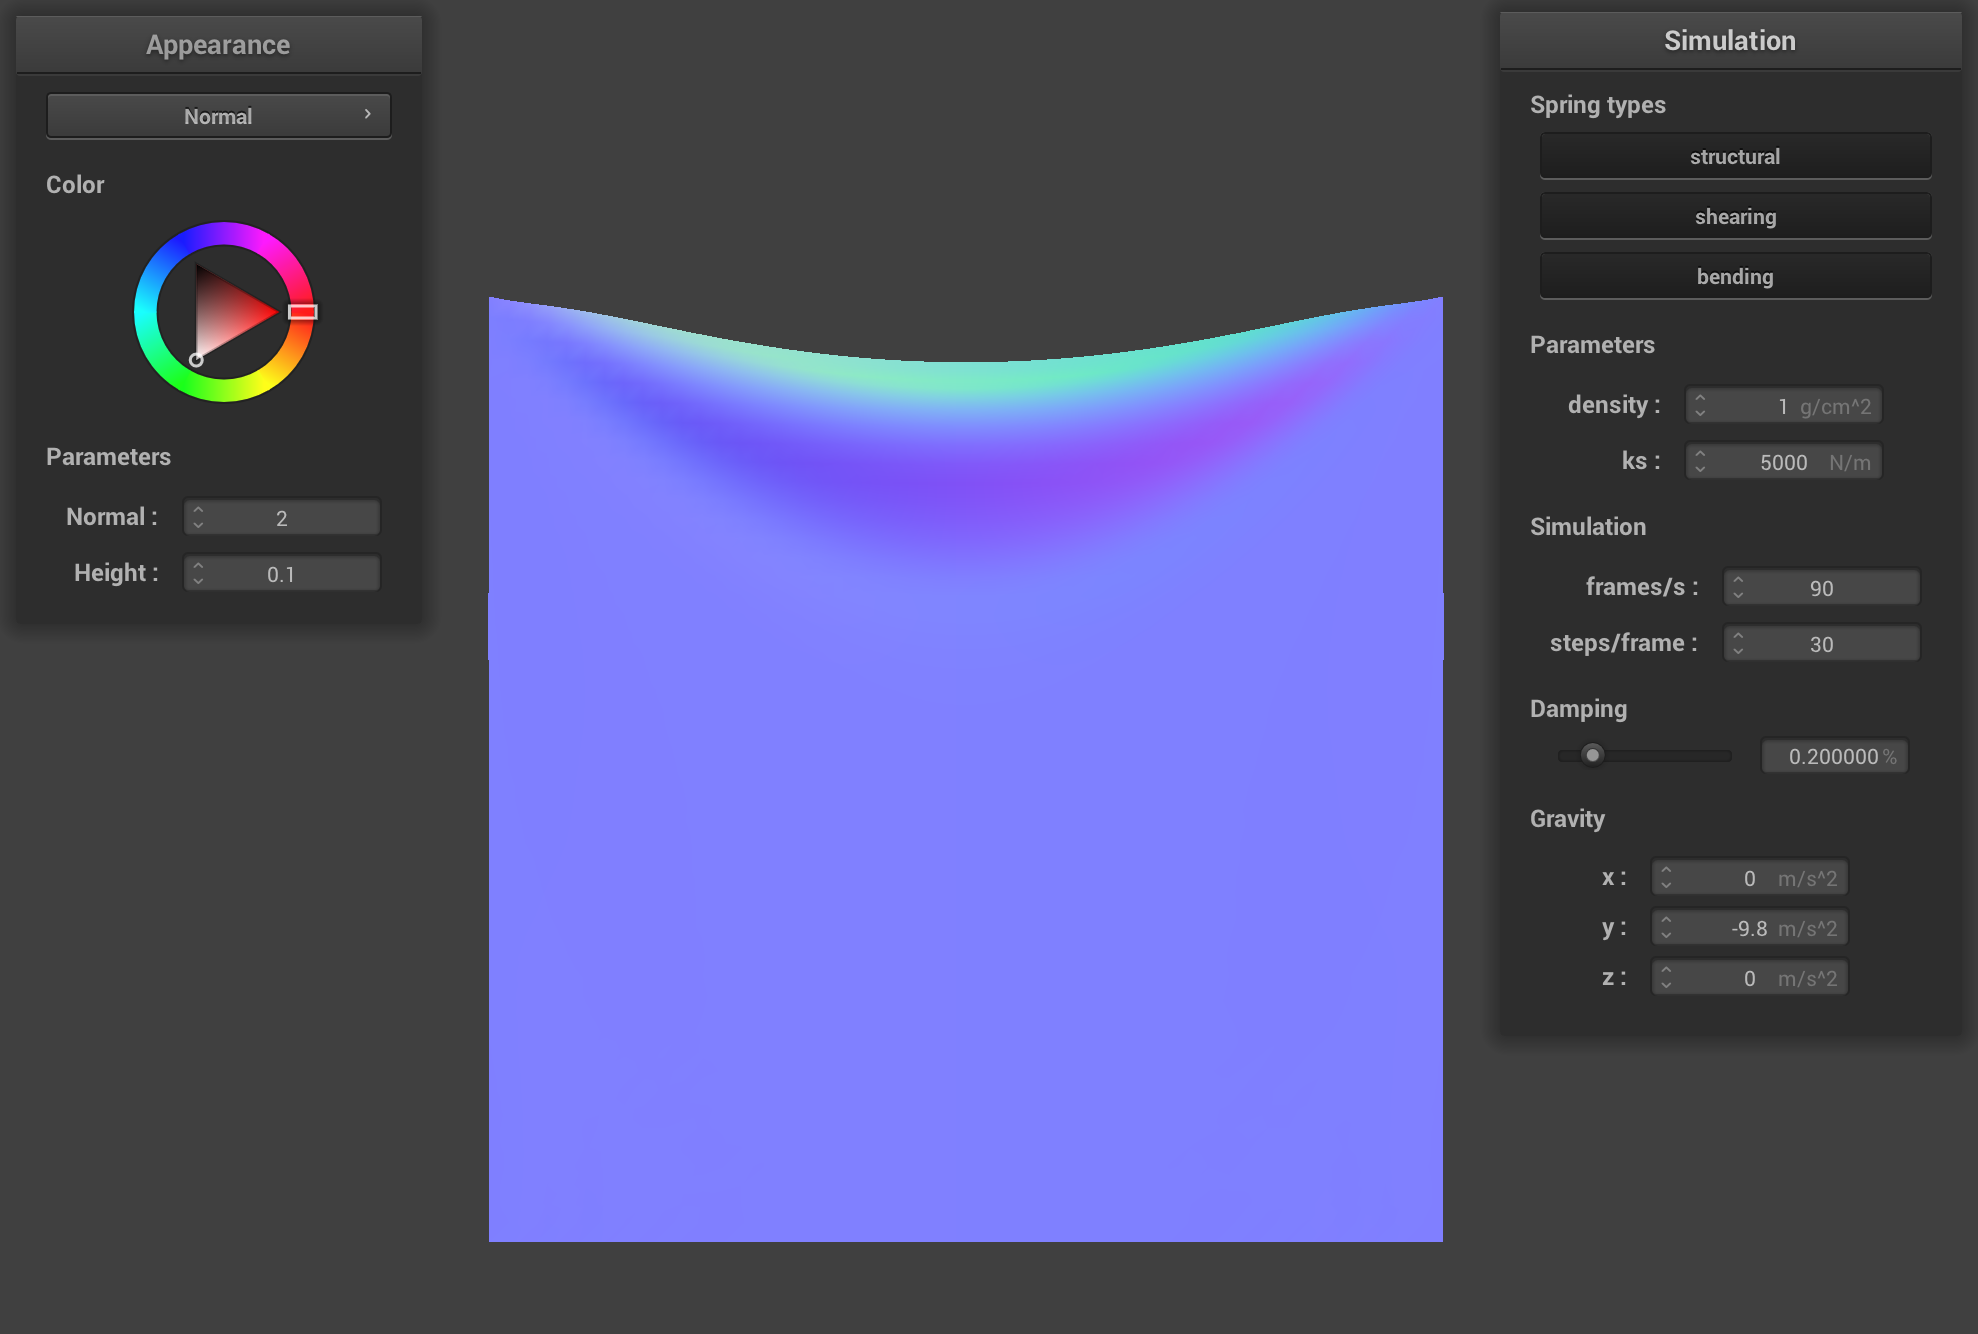 Appearance
Normal
Color
Parameters
Normal : 2
Height : 0.1
Simulation
Spring types
structural
shearing
bending
Parameters
density : 1 g/cm^2
ks : 5000 N/m
Simulation
frames/s : 90
steps/frame : 30
Damping
0.200000 %
Gravity
x : 0 m/s^2
y : -9.8 m/s^2
z : 0 m/s^2